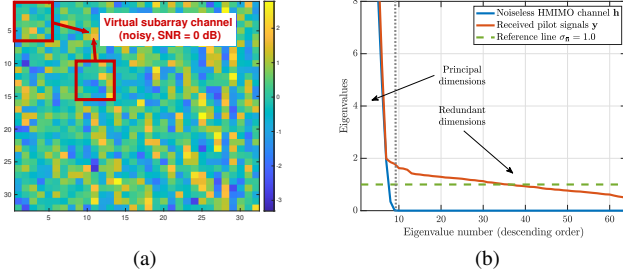 Virtual subarray channel
(noisy, SNR = 0 dB)
5
10
15
20
25
30
5 10 15 20 25 30
2
1
0
-1
-2
-3
(a)
Noiseless HMIMO channel h
Received pilot signals y
Reference line σₙ̄ = 1.0
Principal
dimensions
Redundant
dimensions
Eigenvalues
8
6
4
2
0
10 20 30 40 50 60
Eigenvalue number (descending order)
(b)